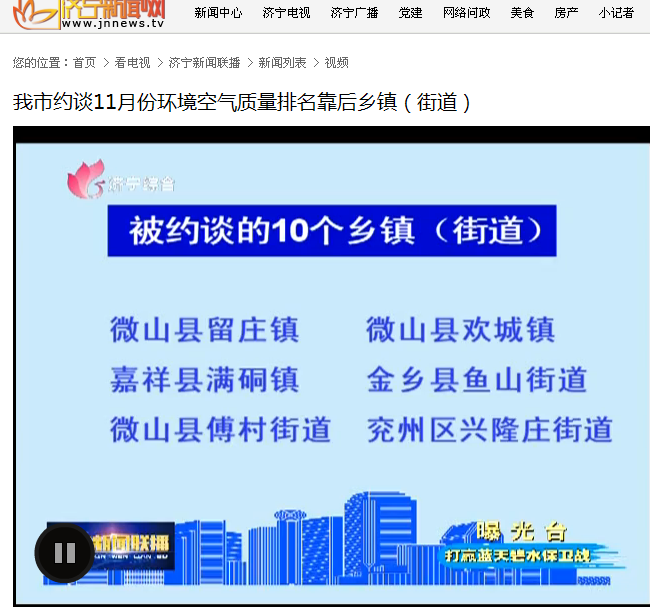 济宁新闻网
www.jnnews.tv
新闻中心 济宁电视 济宁广播 党建 网络问政 美食 房产 小记者
您的位置：首页 > 看电视 > 济宁新闻联播 > 新闻列表 > 视频
我市约谈11月份环境空气质量排名靠后乡镇（街道）
济宁综合
被约谈的10个乡镇（街道）
微山县留庄镇 微山县欢城镇
嘉祥县满硐镇 金乡县鱼山街道
微山县傅村街道 兖州区兴隆庄街道
曝光台
新闻联播
打赢蓝天碧水保卫战